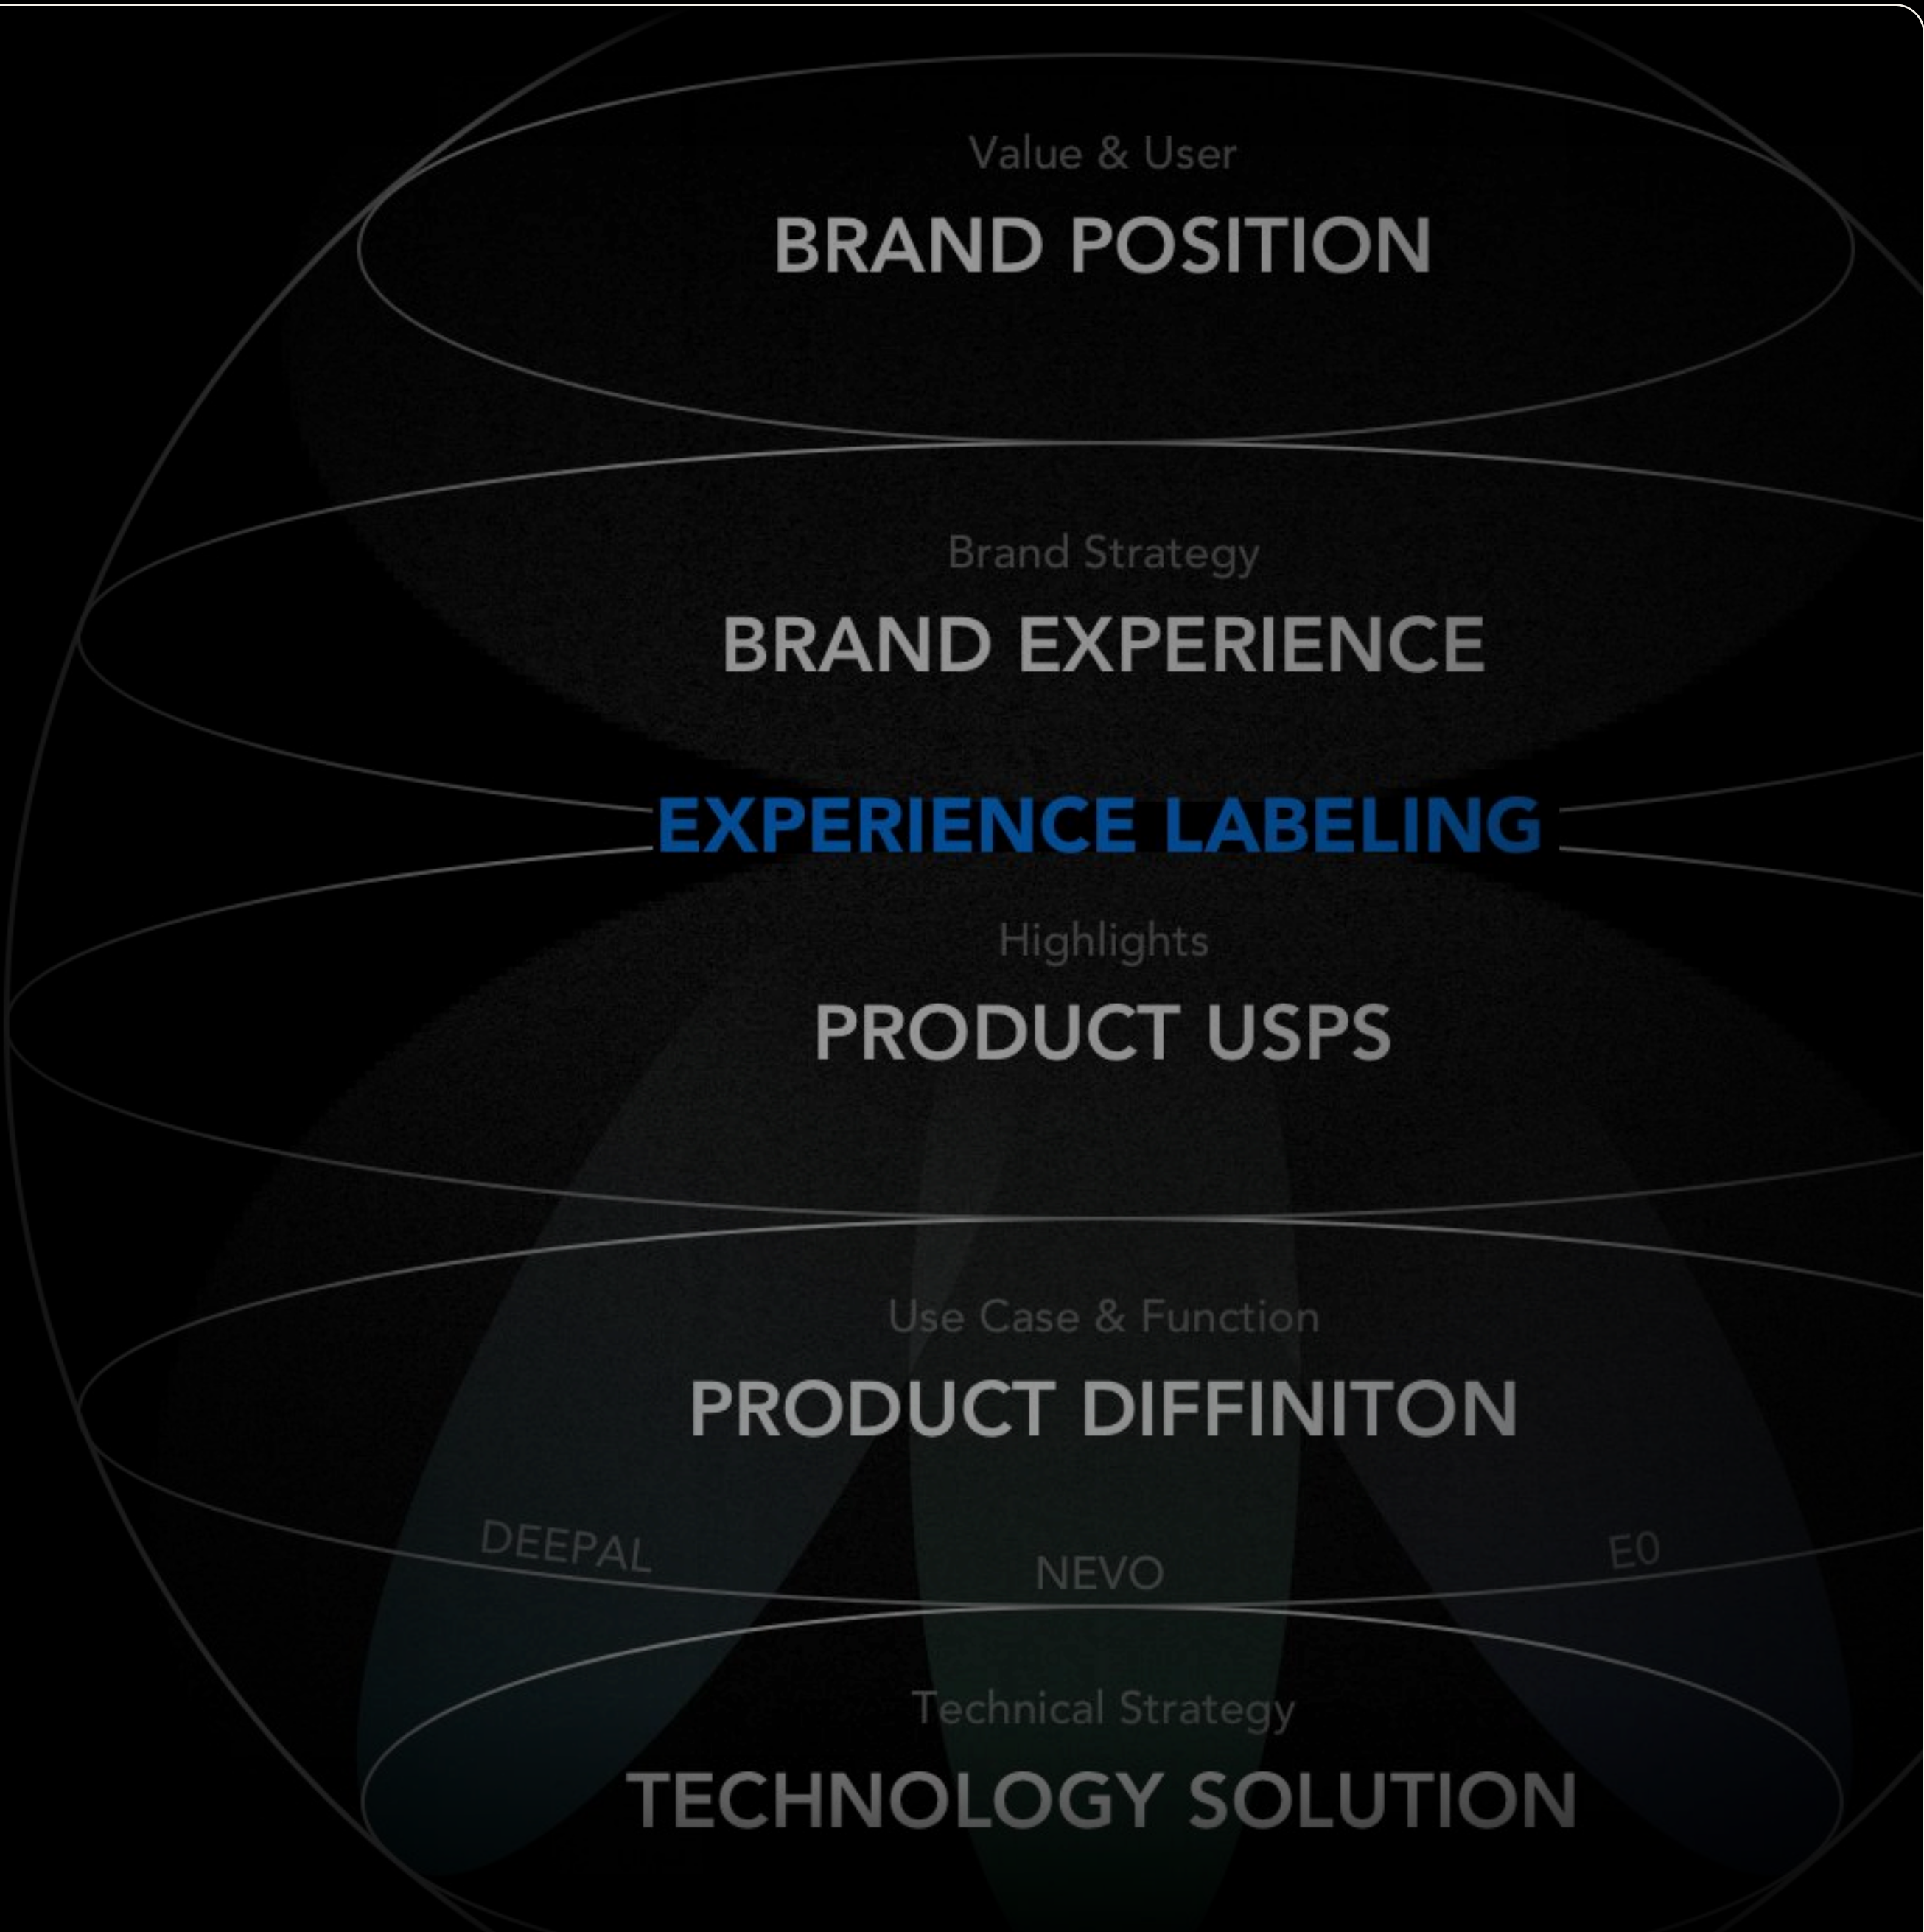 Value & User
BRAND POSITION
Brand Strategy
BRAND EXPERIENCE
EXPERIENCE LABELING
Highlights
PRODUCT USPS
Use Case & Function
PRODUCT DIFFINITON
DEEPAL
NEVO
E0
Technical Strategy
TECHNOLOGY SOLUTION